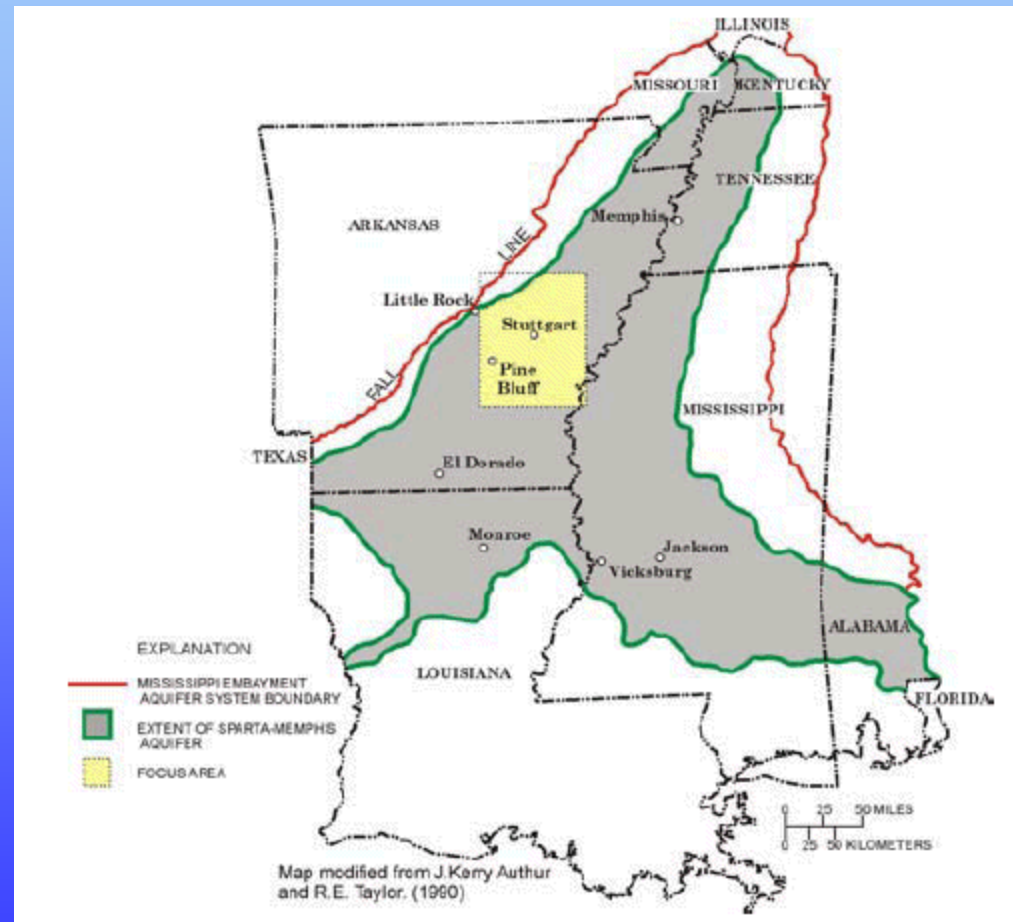 ILLINOIS
MISSOURI
KENTUCKY
TENNESSEE
ARKANSAS
Memphis
LINE
Little Rock
Stuttgart
Pine
Bluff
FALL
MISSISSIPPI
TEXAS
El Dorado
Monroe
Jackson
Vicksburg
ALABAMA
LOUISIANA
FLORIDA
EXPLANATION
MISSISSIPPI EMBAYMENT
AQUIFER SYSTEM BOUNDARY
EXTENT OF SPARTA-MEMPHIS
AQUIFER
FOCUS AREA
0 25 50 MILES
0 25 50 KILOMETERS
Map modified from J.Kerry Authur
and R.E. Taylor. (1990)